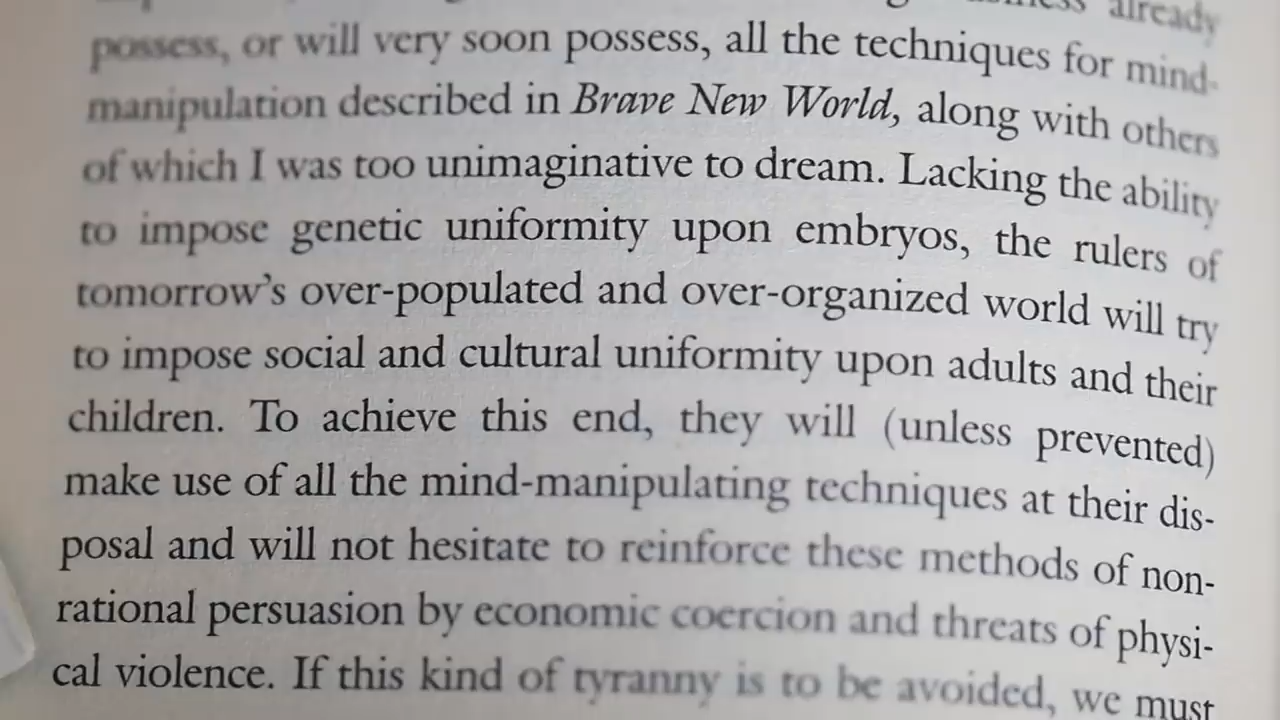 already
possess, or will very soon possess, all the techniques for mind-
manipulation described in Brave New World, along with others
of which I was too unimaginative to dream. Lacking the ability
to impose genetic uniformity upon embryos, the rulers of
tomorrow's over-populated and over-organized world will try
to impose social and cultural uniformity upon adults and their
children. To achieve this end, they will (unless prevented)
make use of all the mind-manipulating techniques at their dis-
posal and will not hesitate to reinforce these methods of non-
rational persuasion by economic coercion and threats of physi-
cal violence. If this kind of tyranny is to be avoided, we must